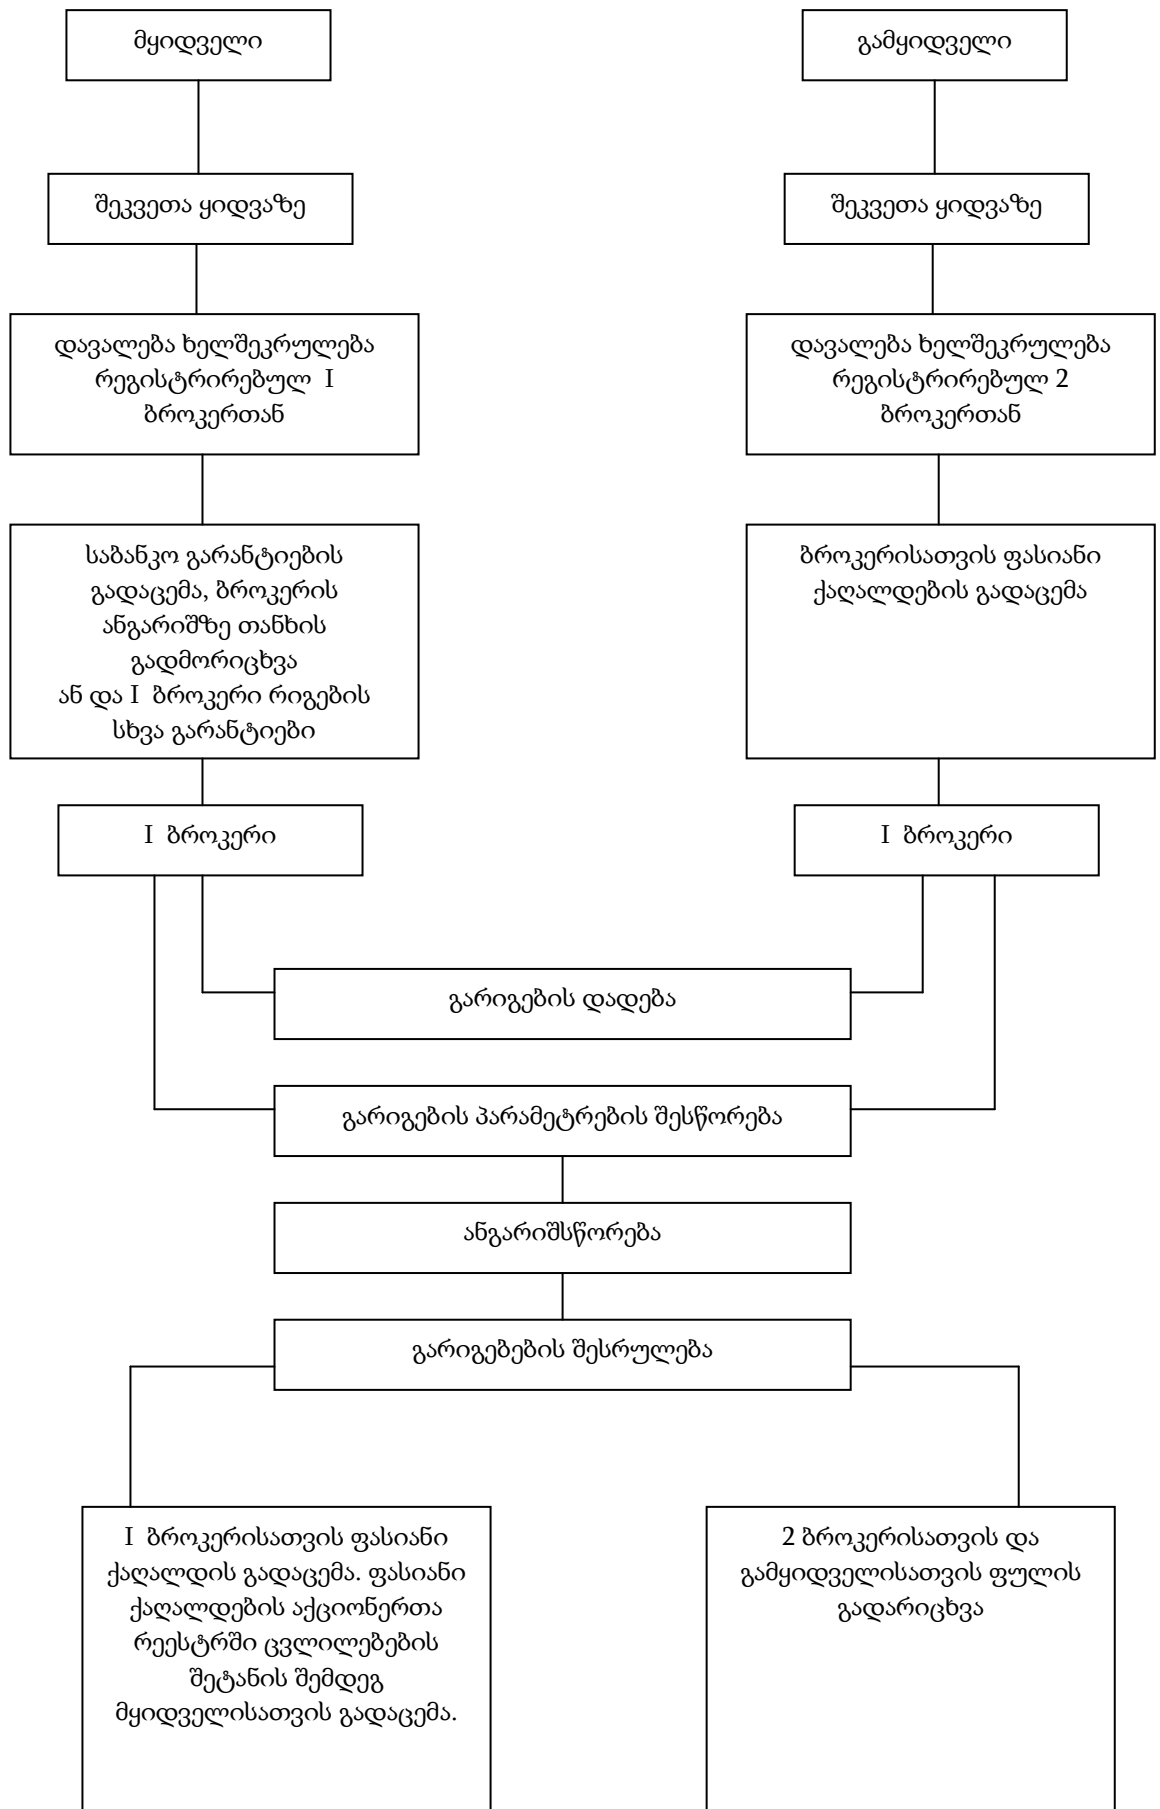 მყიდველი
გამყიდველი
შეკვეთა ყიდვაზე
შეკვეთა ყიდვაზე
დავალება ხელშეკრულება
რეგისტრირებულ I
ბროკერთან
დავალება ხელშეკრულება
რეგისტრირებულ 2
ბროკერთან
საბანკო გარანტიების
გადაცემა, ბროკერის
ანგარიშზე თანხის
გადმორიცხვა
ან და I ბროკერი რიგების
სხვა გარანტიები
ბროკერისათვის ფასიანი
ქაღალდების გადაცემა
I ბროკერი
I ბროკერი
გარიგების დადება
გარიგების პარამეტრების შესწორება
ანგარიშსწორება
გარიგებების შესრულება
I ბროკერისათვის ფასიანი
ქაღალდის გადაცემა. ფასიანი
ქაღალდების აქციონერთა
რეესტრში ცვლილებების
შეტანის შემდეგ
მყიდველისათვის გადაცემა.
2 ბროკერისათვის და
გამყიდველისათვის ფულის
გადარიცხვა